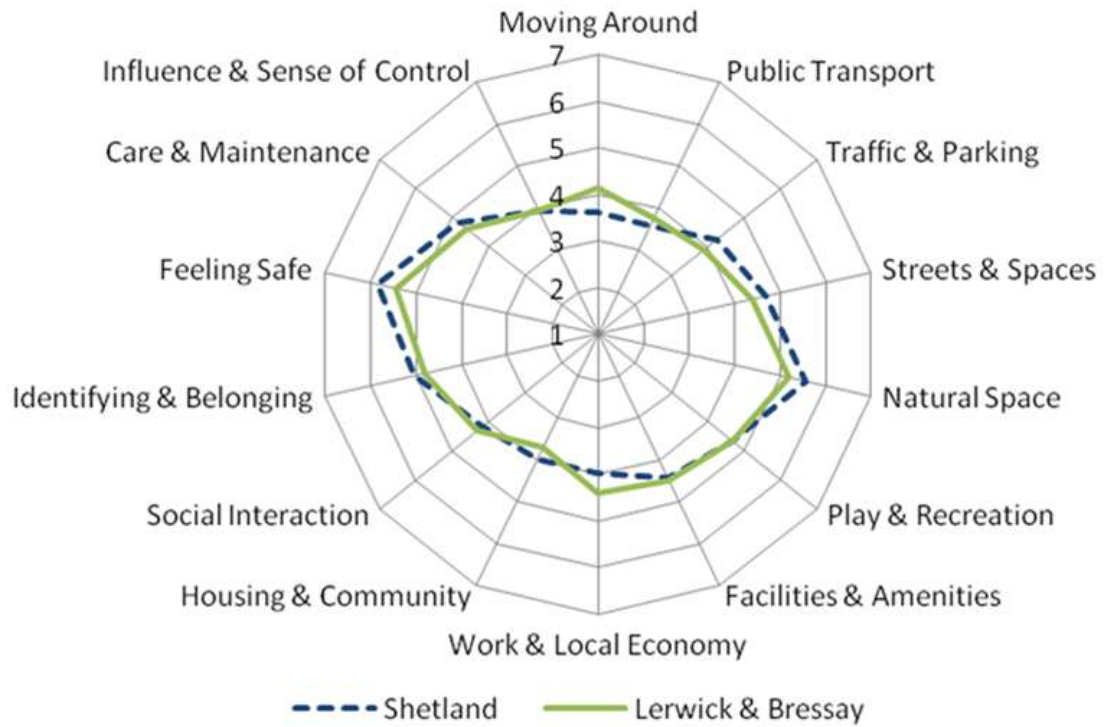 Moving Around
7
Influence & Sense of Control
Public Transport
6
Care & Maintenance
5
Traffic & Parking
4
3
Feeling Safe
Streets & Spaces
2
1
Identifying & Belonging
Natural Space
Social Interaction
Play & Recreation
Housing & Community
Facilities & Amenities
Work & Local Economy
Shetland
Lerwick & Bressay